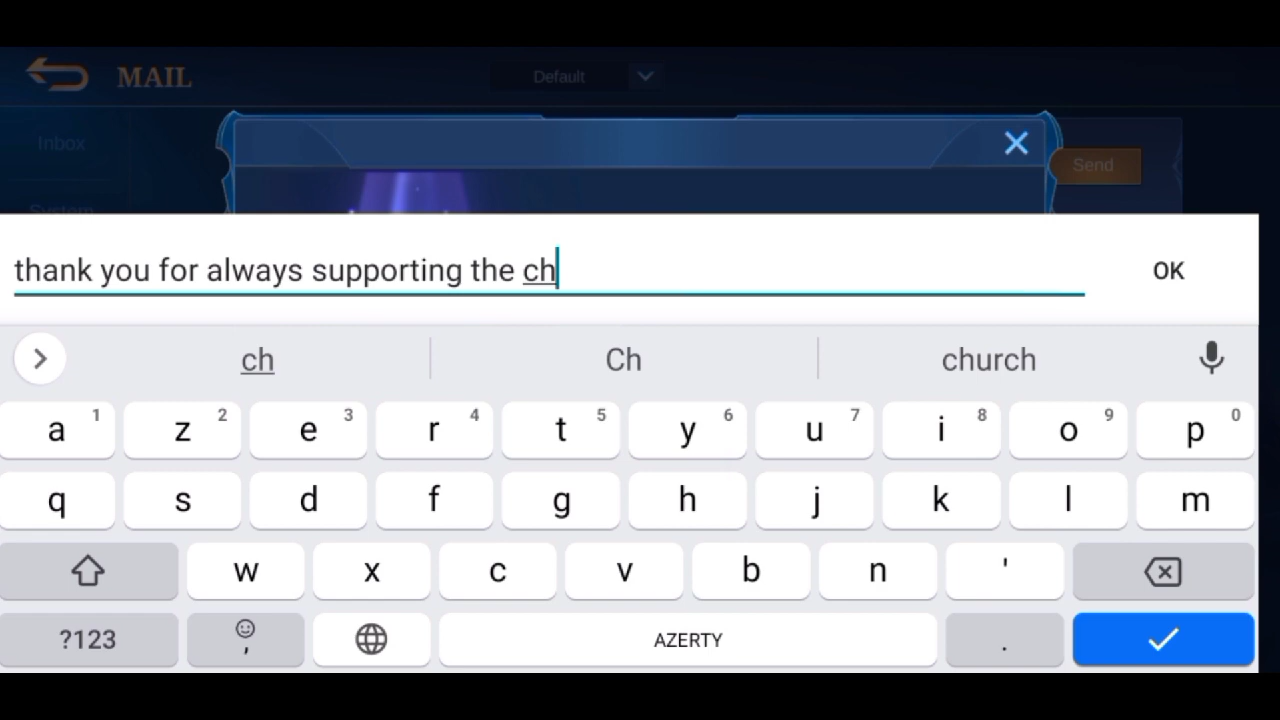 MAIL
Default
Inbox
Send
System
thank you for always supporting the ch
OK
ch Ch church
a 1 z 2 e 3 r 4 t 5 y 6 u 7 i 8 o 9 p 0
q s d f g h j k l m
w x c v b n '
?123 , AZERTY .